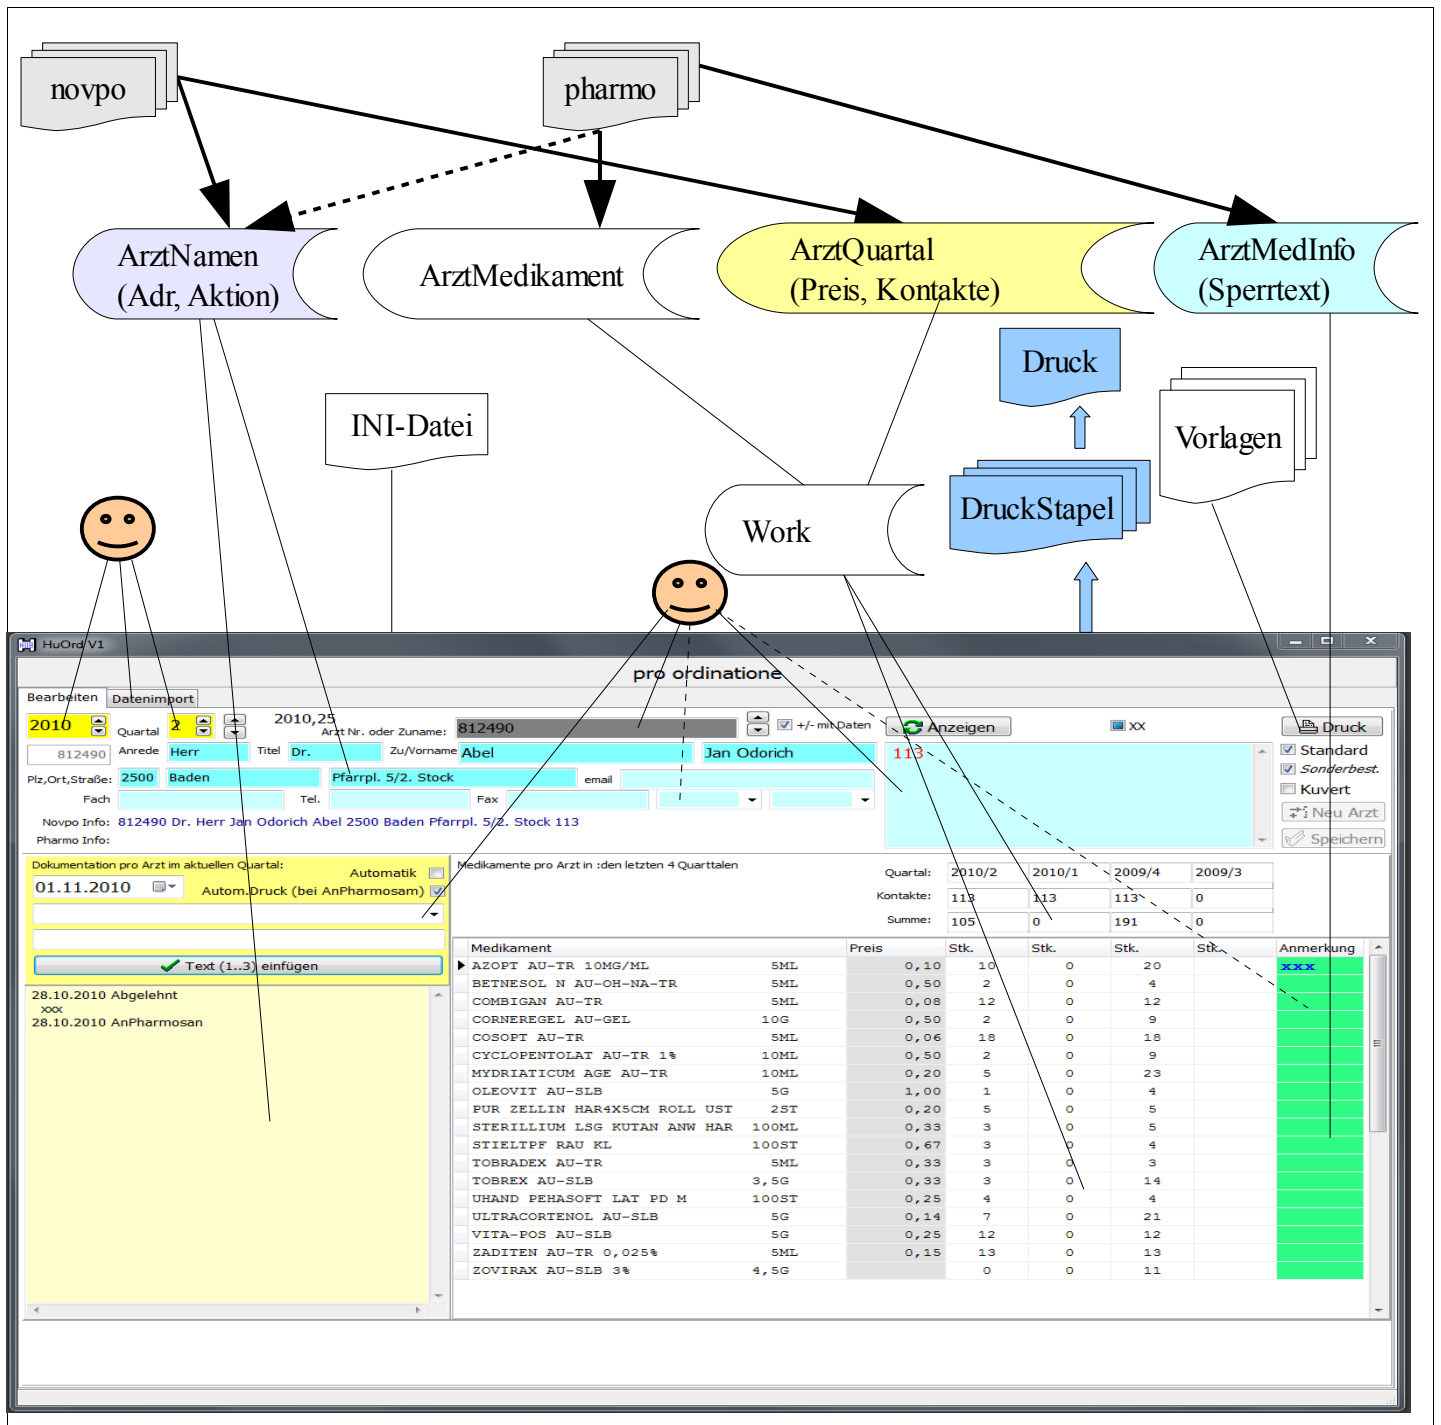 novpo
pharmo
ArztNamen
(Adr, Aktion)
ArztMedikament
ArztQuartal
(Preis, Kontakte)
ArztMedInfo
(Sperrtext)
Druck
INI-Datei
Vorlagen
DruckStapel
Work
HuOrd V1
pro ordinatione
Bearbeiten Datenimport
2010 Quartal 2 2010,25 Arzt Nr. oder Zuname: 812490 +/- mit Daten Anzeigen XX Druck
812490 Anrede Herr Titel Dr. Zu/Vorname Abel Jan Odorich 113 Standard
Plz,Ort,Straße: 2500 Baden Pfarrpl. 5/2. Stock email Sonderbest.
Fach Tel. Fax Kuvert
Novpo Info: 812490 Dr. Herr Jan Odorich Abel 2500 Baden Pfarrpl. 5/2. Stock 113 Neu Arzt
Pharmo Info: Speichern
Dokumentation pro Arzt im aktuellen Quartal:
Automatik
01.11.2010 Autom.Druck (bei AnPharmosam)
Text (1..3) einfügen
28.10.2010 Abgelehnt
xxx
28.10.2010 AnPharmosan
Medikamente pro Arzt in :den letzten 4 Quarttalen
Quartal: 2010/2 2010/1 2009/4 2009/3
Kontakte: 113 113 113 0
Summe: 105 0 191 0
Medikament Preis Stk. Stk. Stk. Stk. Anmerkung
AZOPT AU-TR 10MG/ML 5ML 0,10 10 0 20 xxx
BETNESOL N AU-OH-NA-TR 5ML 0,50 2 0 4
COMBIGAN AU-TR 5ML 0,08 12 0 12
CORNEREGEL AU-GEL 10G 0,50 2 0 9
COSOPT AU-TR 5ML 0,06 18 0 18
CYCLOPENTOLAT AU-TR 1% 10ML 0,50 2 0 9
MYDRIATICUM AGE AU-TR 10ML 0,20 5 0 23
OLEOVIT AU-SLB 5G 1,00 1 0 4
PUR ZELLIN HAR4X5CM ROLL UST 2ST 0,20 5 0 5
STERILLIUM LSG KUTAN ANW HAR 100ML 0,33 3 0 5
STIELTPF RAU KL 100ST 0,67 3 0 4
TOBRADEX AU-TR 5ML 0,33 3 0 3
TOBREX AU-SLB 3,5G 0,33 3 0 14
UHAND PEHASOFT LAT PD M 100ST 0,25 4 0 4
ULTRACORTENOL AU-SLB 5G 0,14 7 0 21
VITA-POS AU-SLB 5G 0,25 12 0 12
ZADITEN AU-TR 0,025% 5ML 0,15 13 0 13
ZOVIRAX AU-SLB 3% 4,5G 0 0 11